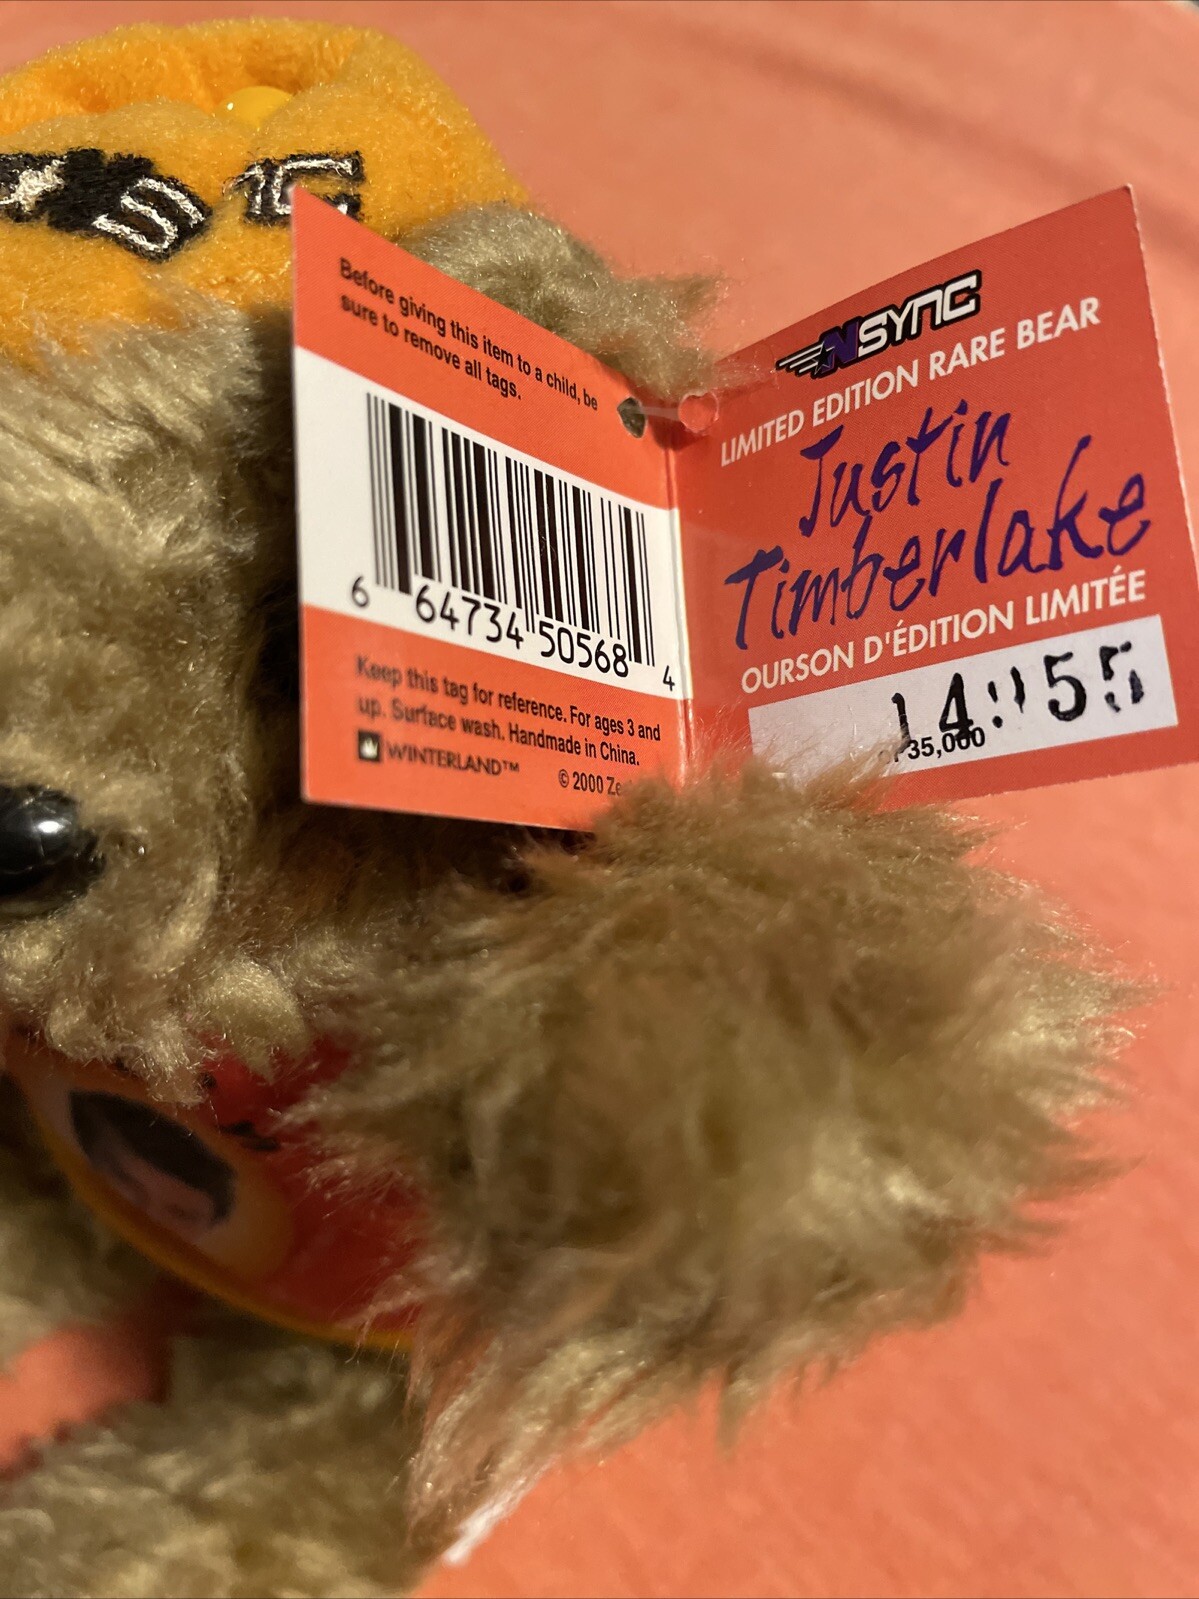 Before giving this item to a child, be
sure to remove all tags.
6 64734 50568 4
Keep this tag for reference. For ages 3 and
up. Surface wash. Handmade in China.
WINTERLAND™
© 2000 Ze
NSYNC
LIMITED EDITION RARE BEAR
Justin
Timberlake
OURSON D'ÉDITION LIMITÉE
of 35,000